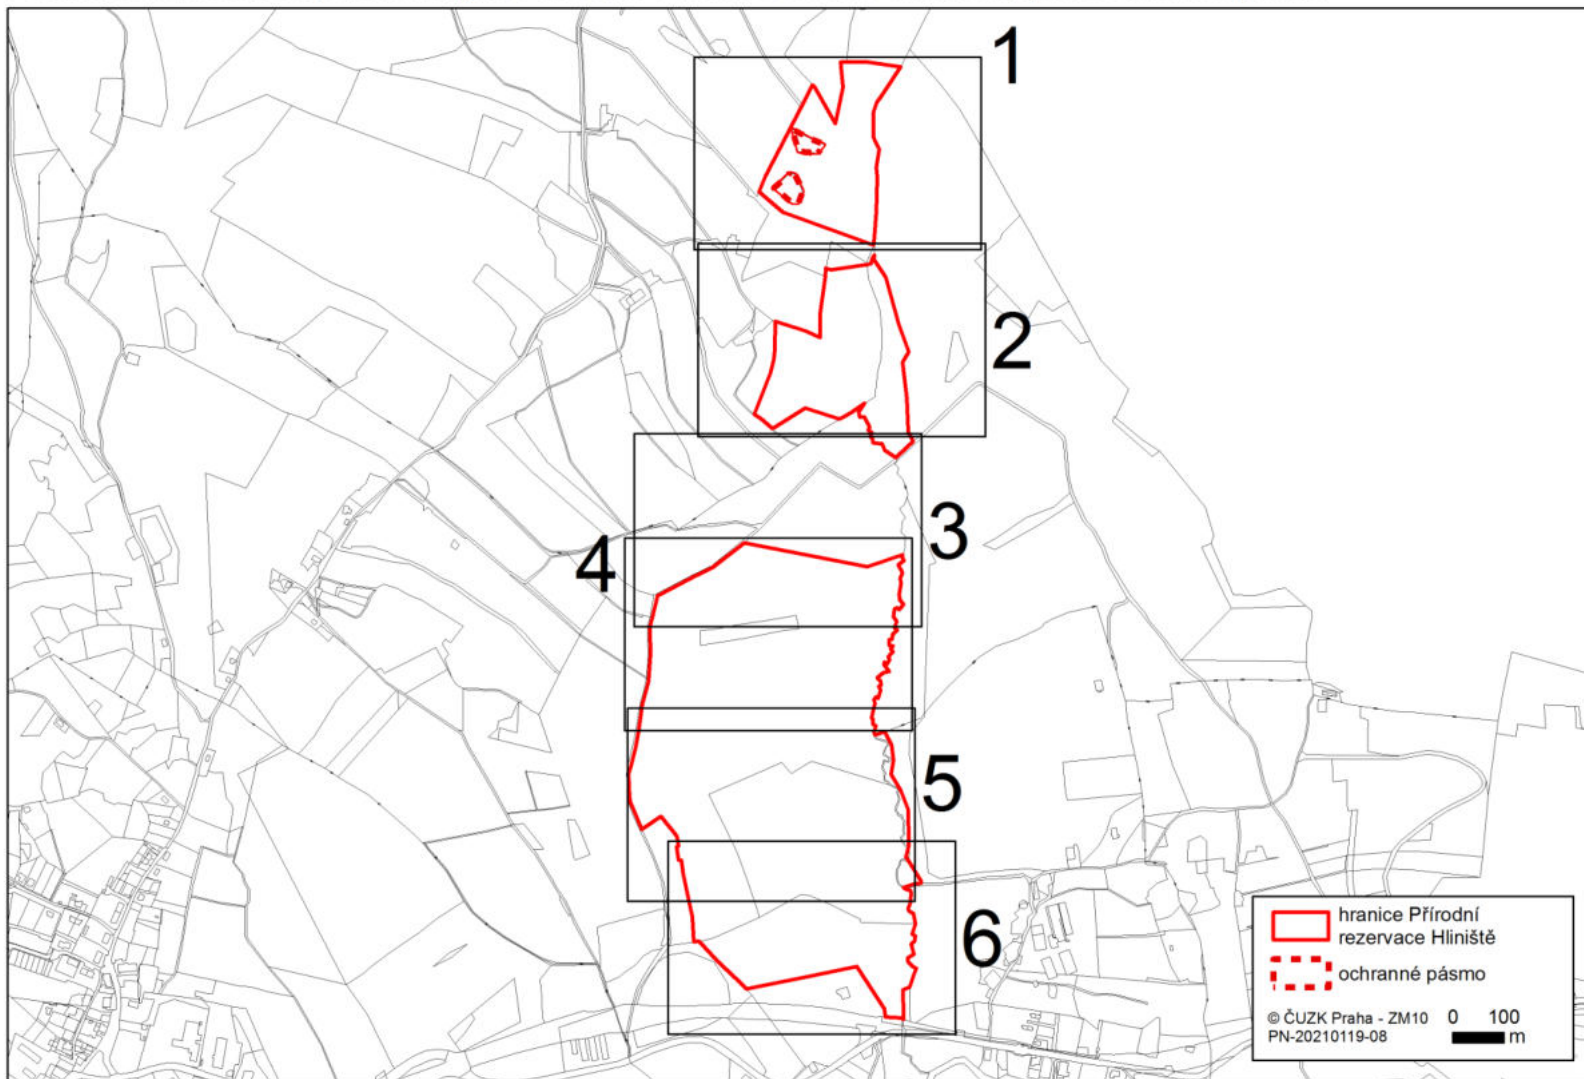 1
2
3
4
5
6
hranice Přírodní
rezervace Hliniště
ochranné pásmo
© ČUZK Praha - ZM10
PN-20210119-08
0 100
m